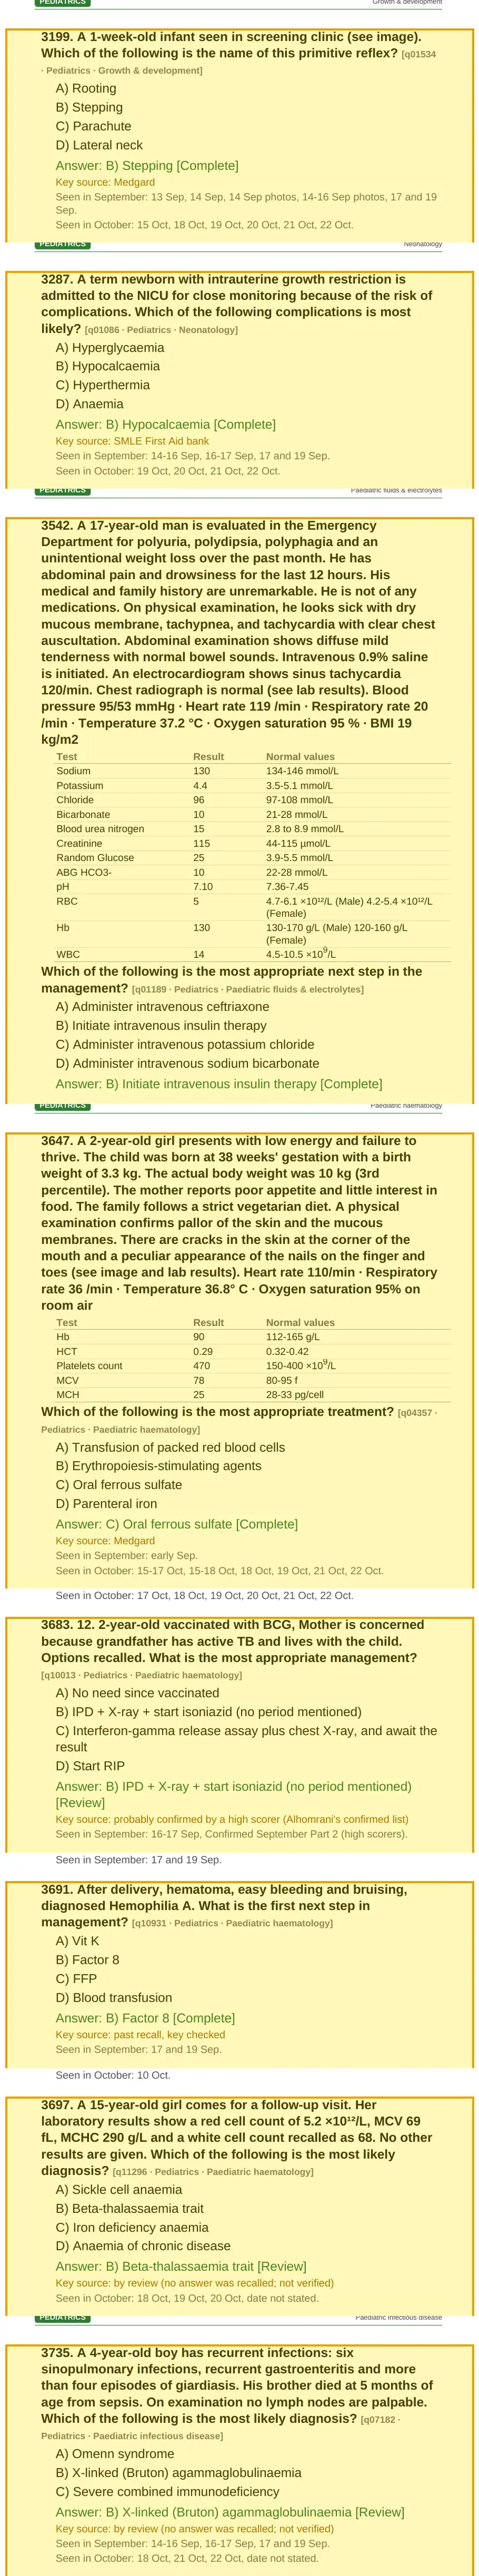 PEDIATRICS
Growth & development
3199. A 1-week-old infant seen in screening clinic (see image).
Which of the following is the name of this primitive reflex? [q01534
· Pediatrics · Growth & development]
A) Rooting
B) Stepping
C) Parachute
D) Lateral neck
Answer: B) Stepping [Complete]
Key source: Medgard
Seen in September: 13 Sep, 14 Sep, 14 Sep photos, 14-16 Sep photos, 17 and 19
Sep.
Seen in October: 15 Oct, 18 Oct, 19 Oct, 20 Oct, 21 Oct, 22 Oct.
PEDIATRICS
Neonatology
3287. A term newborn with intrauterine growth restriction is
admitted to the NICU for close monitoring because of the risk of
complications. Which of the following complications is most
likely? [q01086 · Pediatrics · Neonatology]
A) Hyperglycaemia
B) Hypocalcaemia
C) Hyperthermia
D) Anaemia
Answer: B) Hypocalcaemia [Complete]
Key source: SMLE First Aid bank
Seen in September: 14-16 Sep, 16-17 Sep, 17 and 19 Sep.
Seen in October: 19 Oct, 20 Oct, 21 Oct, 22 Oct.
PEDIATRICS
Paediatric fluids & electrolytes
3542. A 17-year-old man is evaluated in the Emergency
Department for polyuria, polydipsia, polyphagia and an
unintentional weight loss over the past month. He has
abdominal pain and drowsiness for the last 12 hours. His
medical and family history are unremarkable. He is not of any
medications. On physical examination, he looks sick with dry
mucous membrane, tachypnea, and tachycardia with clear chest
auscultation. Abdominal examination shows diffuse mild
tenderness with normal bowel sounds. Intravenous 0.9% saline
is initiated. An electrocardiogram shows sinus tachycardia
120/min. Chest radiograph is normal (see lab results). Blood
pressure 95/53 mmHg · Heart rate 119 /min · Respiratory rate 20
/min · Temperature 37.2 °C · Oxygen saturation 95 % · BMI 19
kg/m2
Test Result Normal values
Sodium 130 134-146 mmol/L
Potassium 4.4 3.5-5.1 mmol/L
Chloride 96 97-108 mmol/L
Bicarbonate 10 21-28 mmol/L
Blood urea nitrogen 15 2.8 to 8.9 mmol/L
Creatinine 115 44-115 µmol/L
Random Glucose 25 3.9-5.5 mmol/L
ABG HCO3- 10 22-28 mmol/L
pH 7.10 7.36-7.45
RBC 5 4.7-6.1 ×10¹²/L (Male) 4.2-5.4 ×10¹²/L
(Female)
Hb 130 130-170 g/L (Male) 120-160 g/L
(Female)
WBC 14 4.5-10.5 ×10⁹/L
Which of the following is the most appropriate next step in the
management? [q01189 · Pediatrics · Paediatric fluids & electrolytes]
A) Administer intravenous ceftriaxone
B) Initiate intravenous insulin therapy
C) Administer intravenous potassium chloride
D) Administer intravenous sodium bicarbonate
Answer: B) Initiate intravenous insulin therapy [Complete]
PEDIATRICS
Paediatric haematology
3647. A 2-year-old girl presents with low energy and failure to
thrive. The child was born at 38 weeks' gestation with a birth
weight of 3.3 kg. The actual body weight was 10 kg (3rd
percentile). The mother reports poor appetite and little interest in
food. The family follows a strict vegetarian diet. A physical
examination confirms pallor of the skin and the mucous
membranes. There are cracks in the skin at the corner of the
mouth and a peculiar appearance of the nails on the finger and
toes (see image and lab results). Heart rate 110/min · Respiratory
rate 36 /min · Temperature 36.8° C · Oxygen saturation 95% on
room air
Test Result Normal values
Hb 90 112-165 g/L
HCT 0.29 0.32-0.42
Platelets count 470 150-400 ×10⁹/L
MCV 78 80-95 f
MCH 25 28-33 pg/cell
Which of the following is the most appropriate treatment? [q04357 ·
Pediatrics · Paediatric haematology]
A) Transfusion of packed red blood cells
B) Erythropoiesis-stimulating agents
C) Oral ferrous sulfate
D) Parenteral iron
Answer: C) Oral ferrous sulfate [Complete]
Key source: Medgard
Seen in September: early Sep.
Seen in October: 15-17 Oct, 15-18 Oct, 18 Oct, 19 Oct, 21 Oct, 22 Oct.
Seen in October: 17 Oct, 18 Oct, 19 Oct, 20 Oct, 21 Oct, 22 Oct.
3683. 12. 2-year-old vaccinated with BCG, Mother is concerned
because grandfather has active TB and lives with the child.
Options recalled. What is the most appropriate management?
[q10013 · Pediatrics · Paediatric haematology]
A) No need since vaccinated
B) IPD + X-ray + start isoniazid (no period mentioned)
C) Interferon-gamma release assay plus chest X-ray, and await the
result
D) Start RIP
Answer: B) IPD + X-ray + start isoniazid (no period mentioned)
[Review]
Key source: probably confirmed by a high scorer (Alhomrani's confirmed list)
Seen in September: 16-17 Sep, Confirmed September Part 2 (high scorers).
Seen in September: 17 and 19 Sep.
3691. After delivery, hematoma, easy bleeding and bruising,
diagnosed Hemophilia A. What is the first next step in
management? [q10931 · Pediatrics · Paediatric haematology]
A) Vit K
B) Factor 8
C) FFP
D) Blood transfusion
Answer: B) Factor 8 [Complete]
Key source: past recall, key checked
Seen in September: 17 and 19 Sep.
Seen in October: 10 Oct.
3697. A 15-year-old girl comes for a follow-up visit. Her
laboratory results show a red cell count of 5.2 ×10¹²/L, MCV 69
fL, MCHC 290 g/L and a white cell count recalled as 68. No other
results are given. Which of the following is the most likely
diagnosis? [q11296 · Pediatrics · Paediatric haematology]
A) Sickle cell anaemia
B) Beta-thalassaemia trait
C) Iron deficiency anaemia
D) Anaemia of chronic disease
Answer: B) Beta-thalassaemia trait [Review]
Key source: by review (no answer was recalled; not verified)
Seen in October: 18 Oct, 19 Oct, 20 Oct, date not stated.
PEDIATRICS
Paediatric infectious disease
3735. A 4-year-old boy has recurrent infections: six
sinopulmonary infections, recurrent gastroenteritis and more
than four episodes of giardiasis. His brother died at 5 months of
age from sepsis. On examination no lymph nodes are palpable.
Which of the following is the most likely diagnosis? [q07182 ·
Pediatrics · Paediatric infectious disease]
A) Omenn syndrome
B) X-linked (Bruton) agammaglobulinaemia
C) Severe combined immunodeficiency
Answer: B) X-linked (Bruton) agammaglobulinaemia [Review]
Key source: by review (no answer was recalled; not verified)
Seen in September: 14-16 Sep, 16-17 Sep, 17 and 19 Sep.
Seen in October: 18 Oct, 21 Oct, 22 Oct, date not stated.